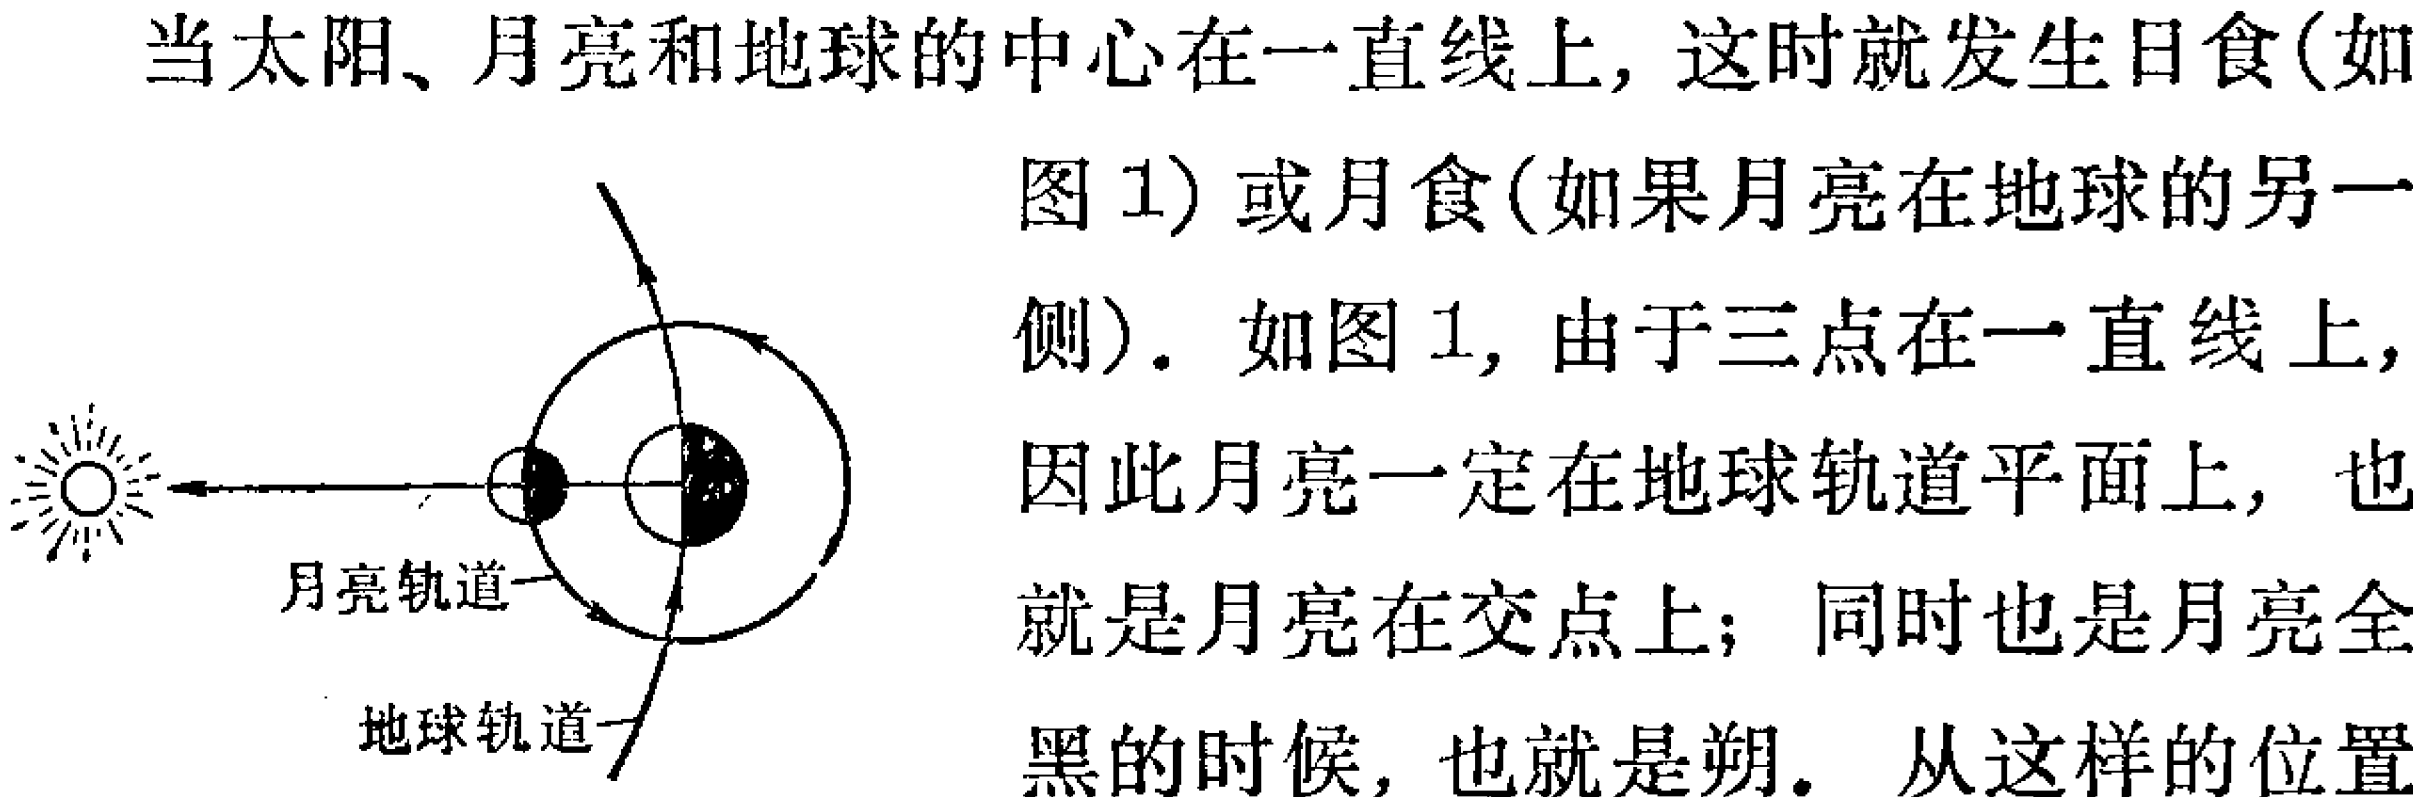 当太阳、月亮和地球的中心在一直线上, 这时就发生日食(如
图 1) 或月食(如果月亮在地球的另一
侧). 如图 1, 由于三点在一直线上,
因此月亮一定在地球轨道平面上, 也
就是月亮在交点上; 同时也是月亮全
黑的时候, 也就是朔. 从这样的位置
月亮轨道
地球轨道